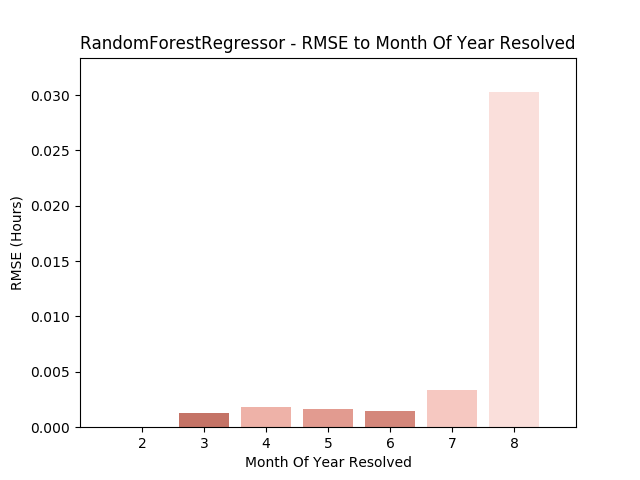 RandomForestRegressor - RMSE to Month Of Year Resolved
0.030
0.025
0.020
0.015
0.010
0.005
0.000
RMSE (Hours)
2 3 4 5 6 7 8
Month Of Year Resolved